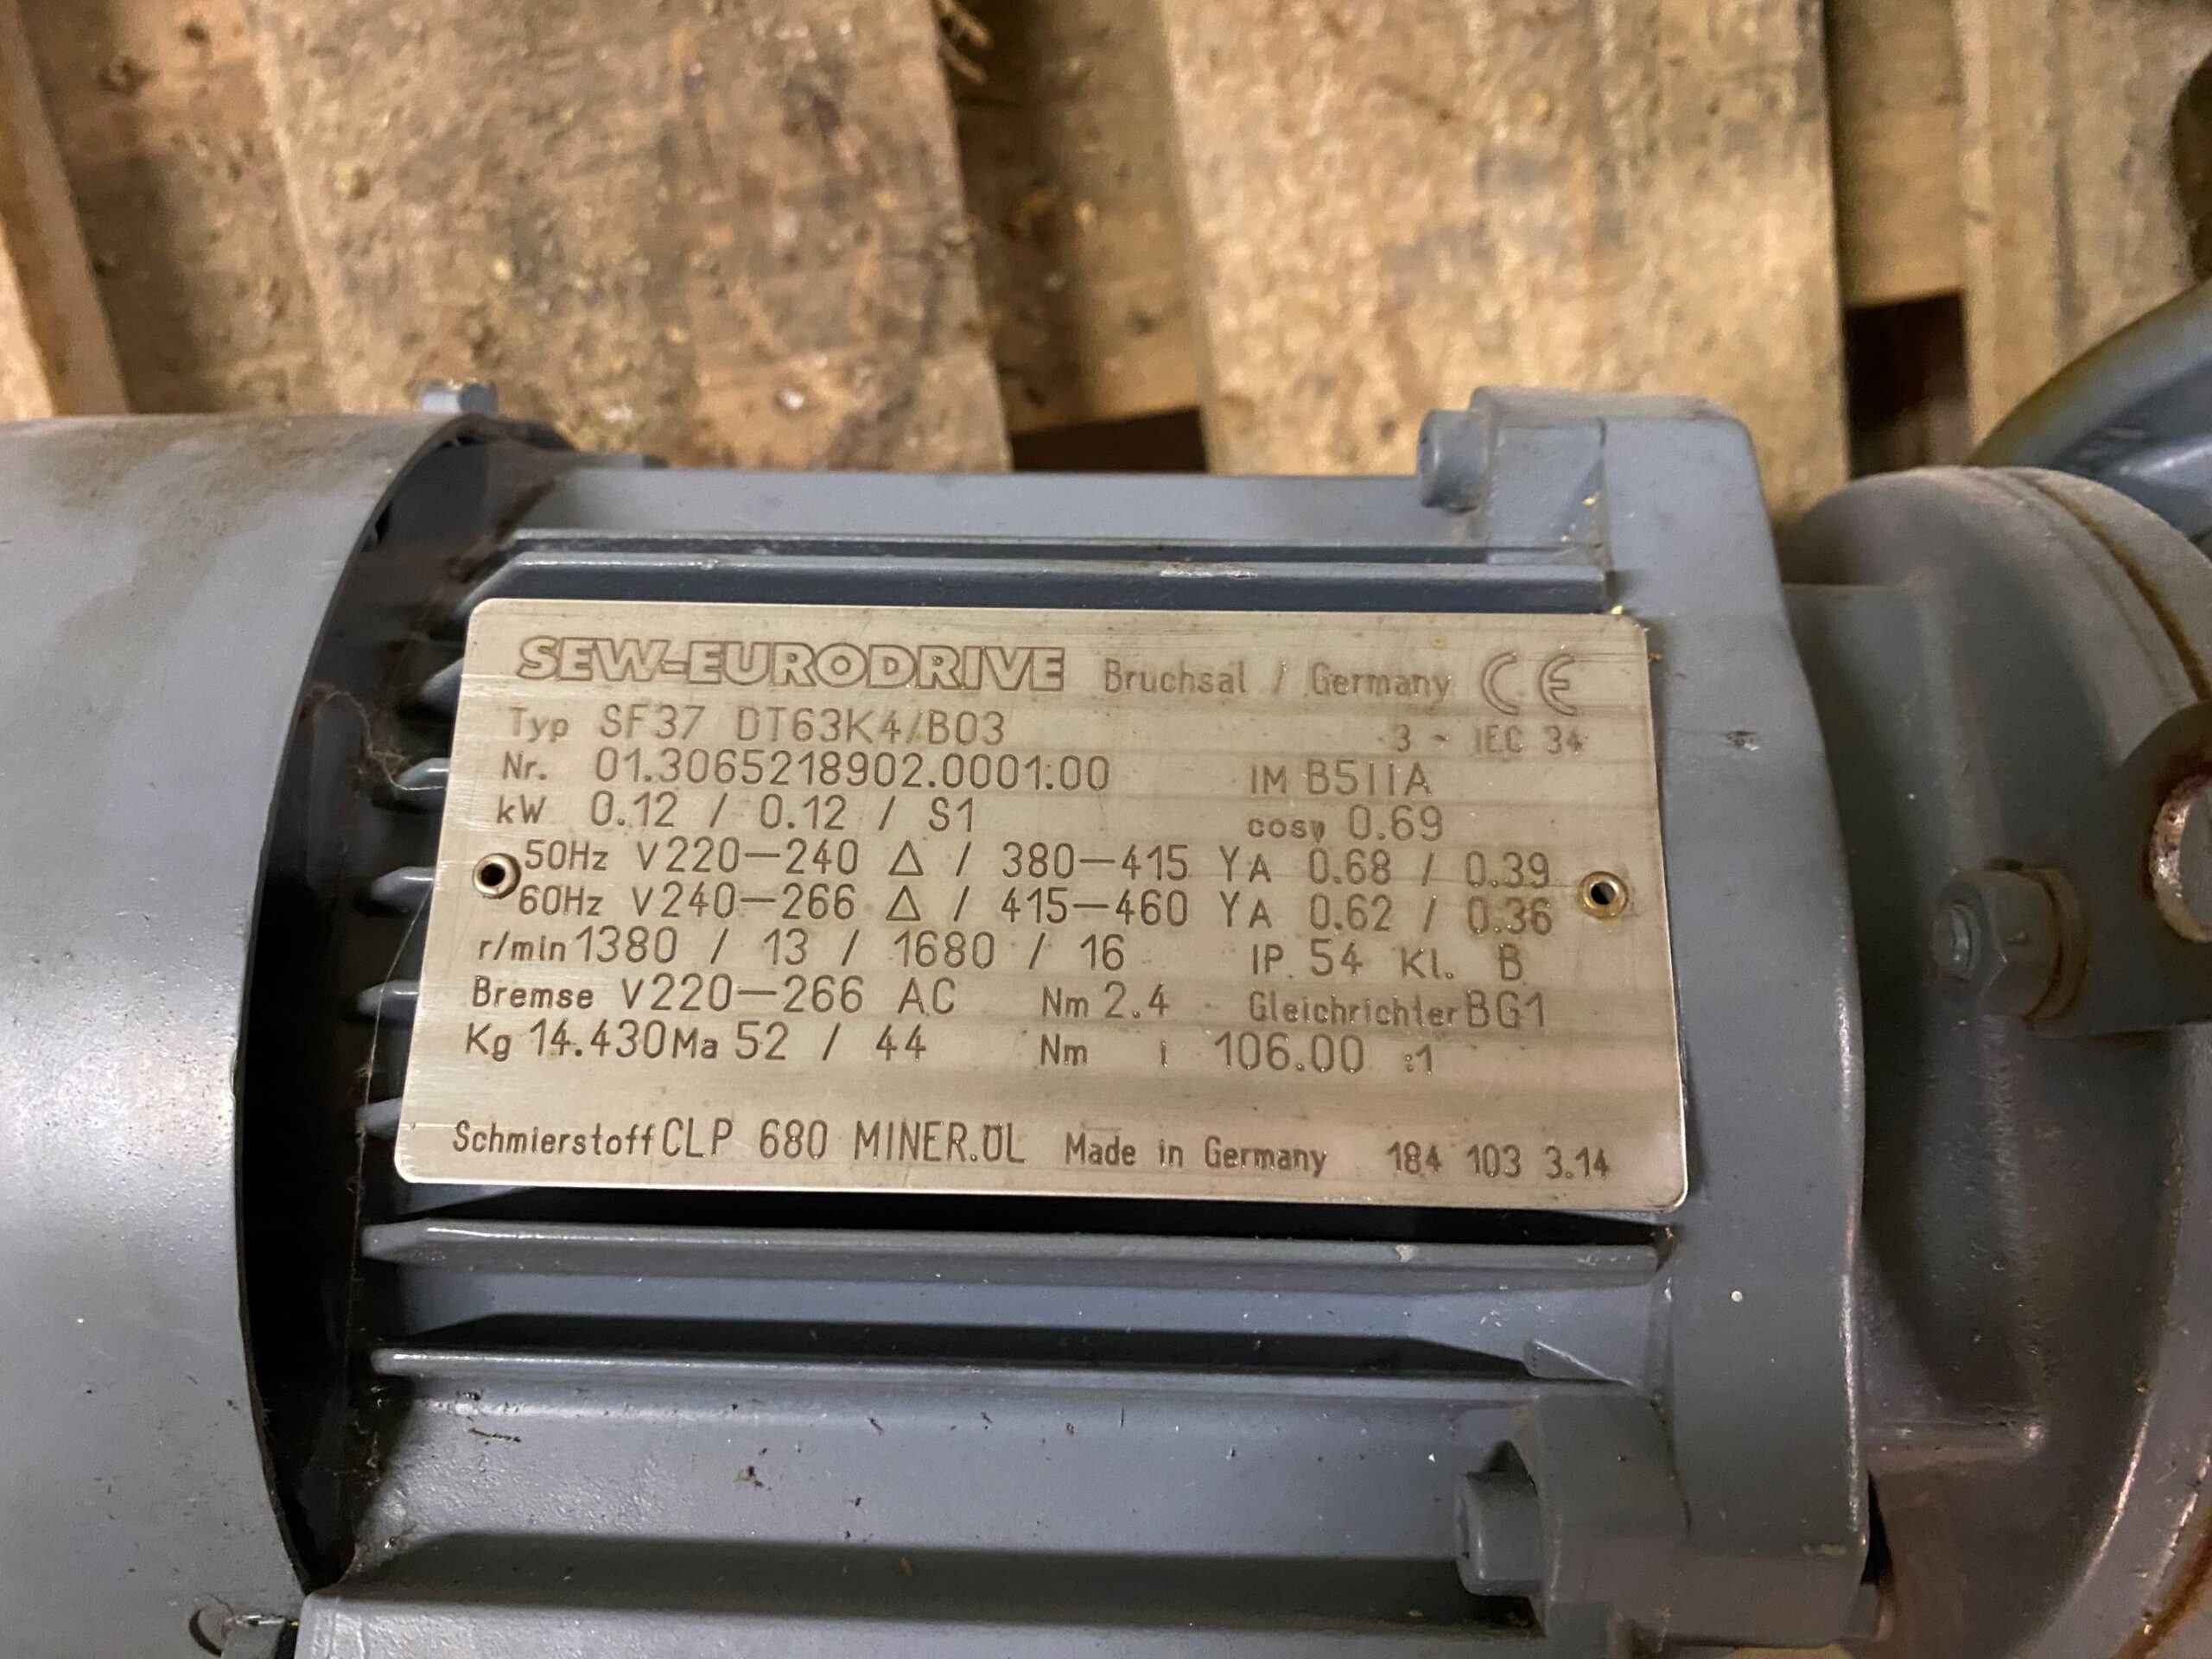 SEW-EURODRIVE Bruchsal / Germany CE
Typ SF37 DT63K4/B03 3 ~ IEC 34
Nr. 01.3065218902.0001.00 IM B5IIA
kW 0.12 / 0.12 / S1 cosφ 0.69
50Hz V 220-240 Δ / 380-415 Y A 0.68 / 0.39
60Hz V 240-266 Δ / 415-460 Y A 0.62 / 0.36
r/min 1380 / 13 / 1680 / 16 IP. 54 Kl. B
Bremse V 220-266 AC Nm 2.4 Gleichrichter BG1
Kg 14.430 Ma 52 / 44 Nm i 106.00 :1
Schmierstoff CLP 680 MINER.ÖL Made in Germany 184 103 3.14